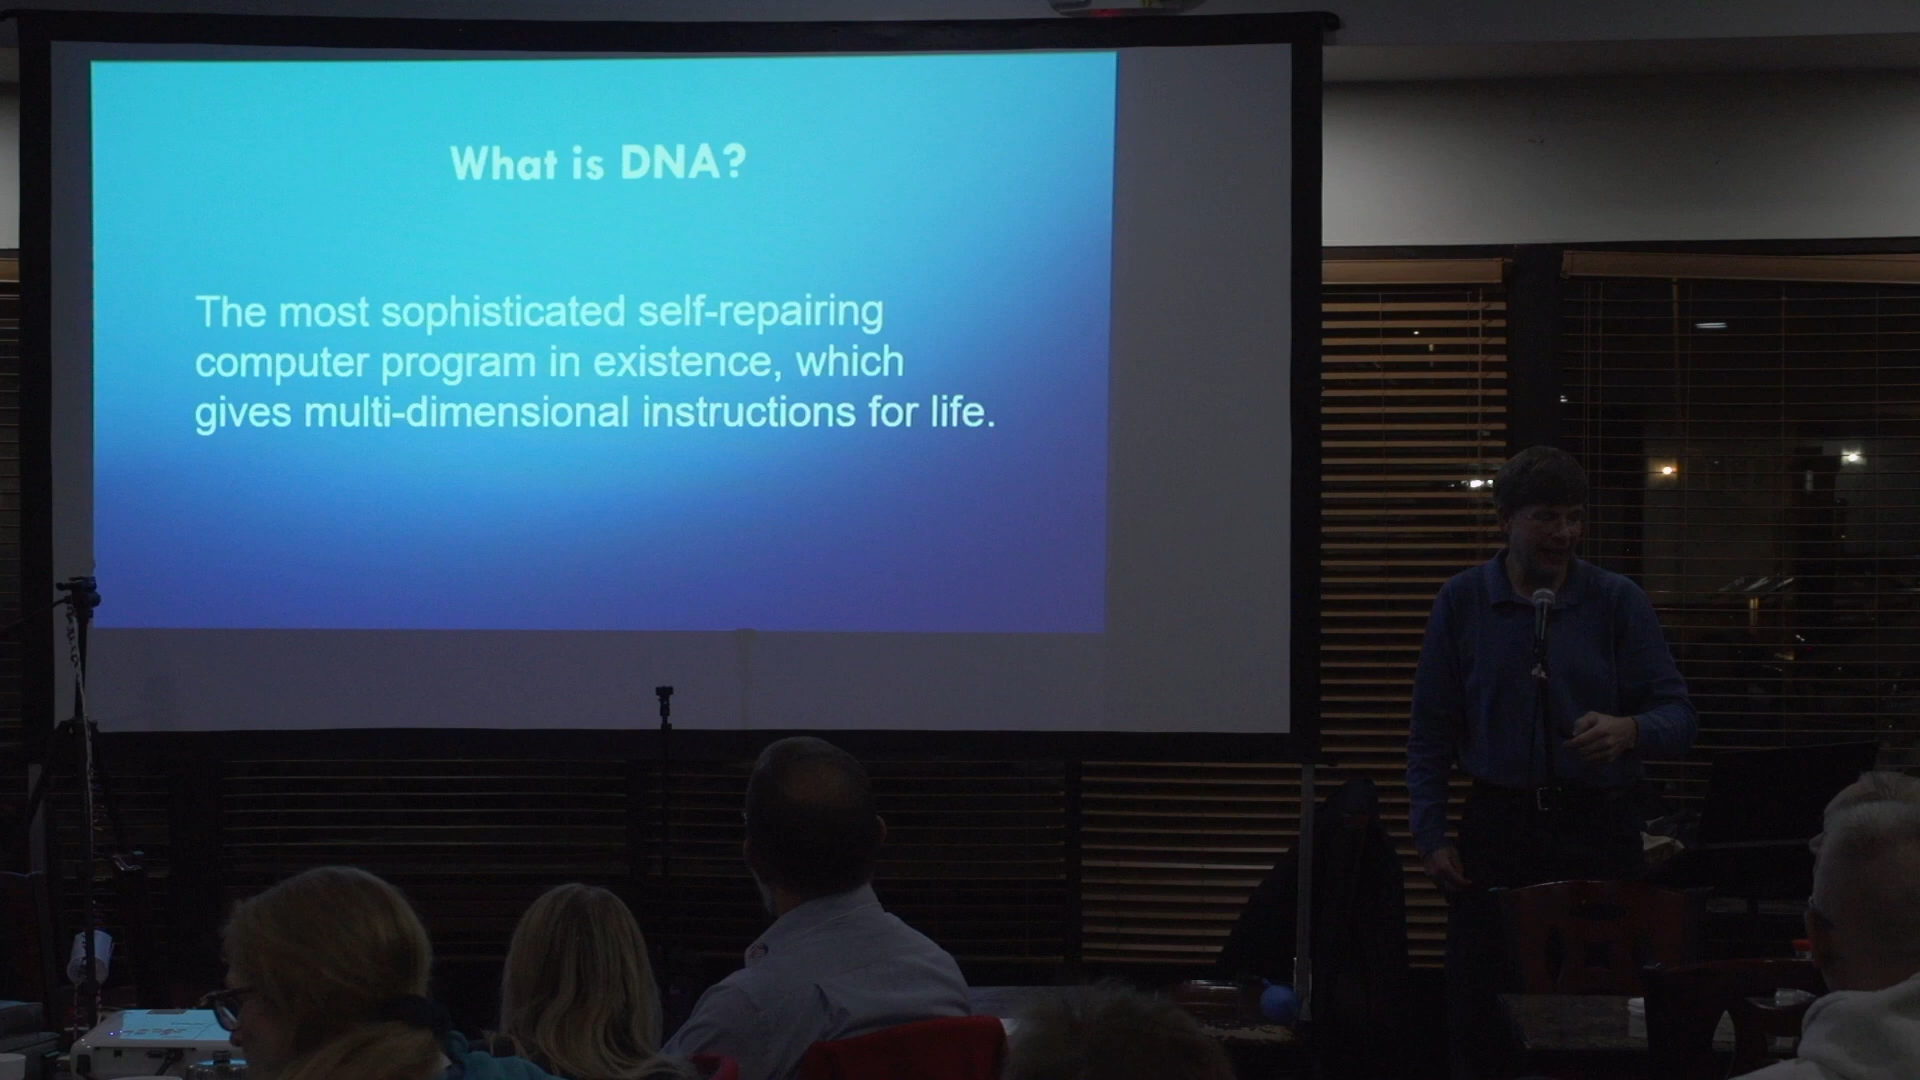 What is DNA?
The most sophisticated self-repairing
computer program in existence, which
gives multi-dimensional instructions for life.